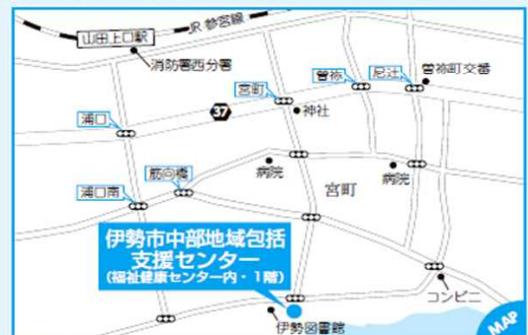 JR 参宮線
山田上口駅
消防署西分署
曽祢
尼辻
曽祢町交番
宮町
37
神社
浦口
筋向橋
病院
病院
浦口南
宮町
伊勢市中部地域包括
支援センター
(福祉健康センター内・1階)
コンビニ
伊勢図書館
MAP